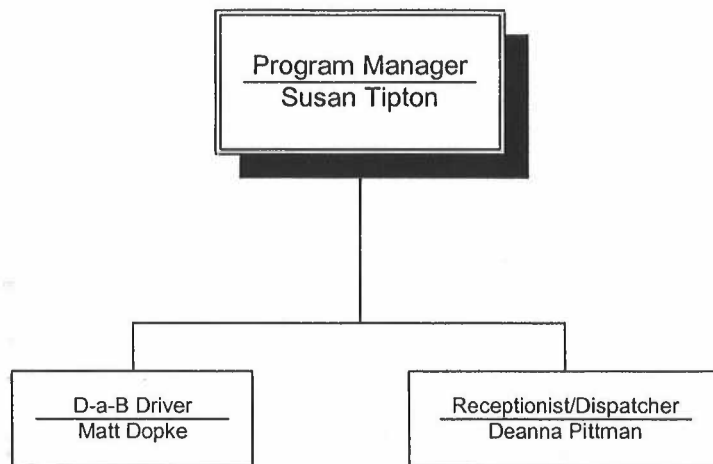 Program Manager
Susan Tipton
D-a-B Driver
Matt Dopke
Receptionist/Dispatcher
Deanna Pittman